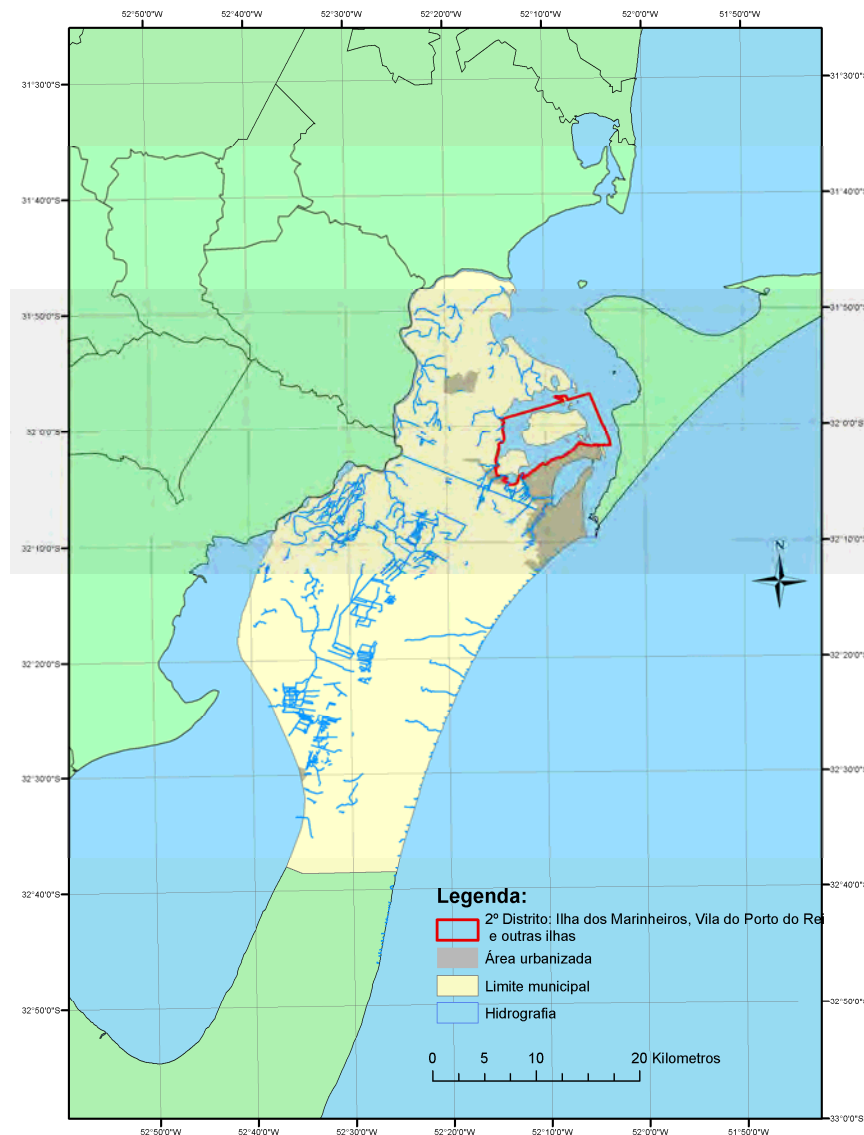 52°50'0"W 52°40'0"W 52°30'0"W 52°20'0"W 52°10'0"W 52°0'0"W 51°50'0"W
31°30'0"S 31°30'0"S
31°40'0"S 31°40'0"S
31°50'0"S 31°50'0"S
32°0'0"S 32°0'0"S
32°10'0"S 32°10'0"S
N
32°20'0"S 32°20'0"S
32°30'0"S 32°30'0"S
32°40'0"S 32°40'0"S
Legenda:
2º Distrito: Ilha dos Marinheiros, Vila do Porto do Rei
e outras ilhas
Área urbanizada
Limite municipal
Hidrografia
32°50'0"S 32°50'0"S
0 5 10 20 Kilometros
33°0'0"S
52°50'0"W 52°40'0"W 52°30'0"W 52°20'0"W 52°10'0"W 52°0'0"W 51°50'0"W